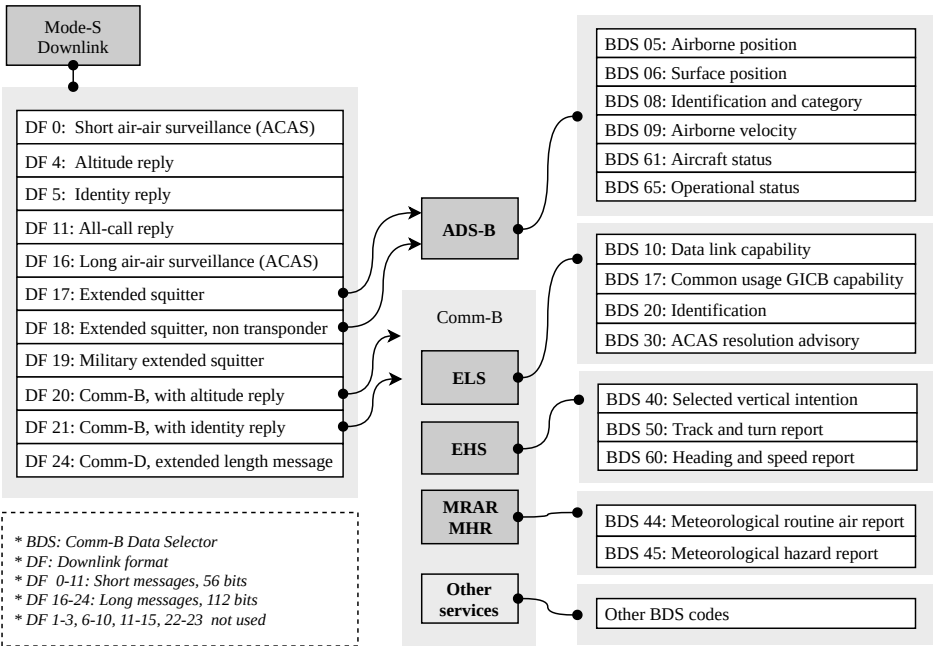 Mode-S
Downlink
DF 0:  Short air-air surveillance (ACAS)
DF 4:  Altitude reply
DF 5:  Identity reply
DF 11: All-call reply
DF 16: Long air-air surveillance (ACAS)
DF 17: Extended squitter
DF 18: Extended squitter, non transponder
DF 19: Military extended squitter
DF 20: Comm-B, with altitude reply
DF 21: Comm-B, with identity reply
DF 24: Comm-D, extended length message
* BDS: Comm-B Data Selector
* DF: Downlink format
* DF  0-11: Short messages, 56 bits
* DF 16-24: Long messages, 112 bits
* DF 1-3, 6-10, 11-15, 22-23  not used
ADS-B
Comm-B
ELS
EHS
MRAR
MHR
Other
services
BDS 05: Airborne position
BDS 06: Surface position
BDS 08: Identification and category
BDS 09: Airborne velocity
BDS 61: Aircraft status
BDS 65: Operational status
BDS 10: Data link capability
BDS 17: Common usage GICB capability
BDS 20: Identification
BDS 30: ACAS resolution advisory
BDS 40: Selected vertical intention
BDS 50: Track and turn report
BDS 60: Heading and speed report
BDS 44: Meteorological routine air report
BDS 45: Meteorological hazard report
Other BDS codes